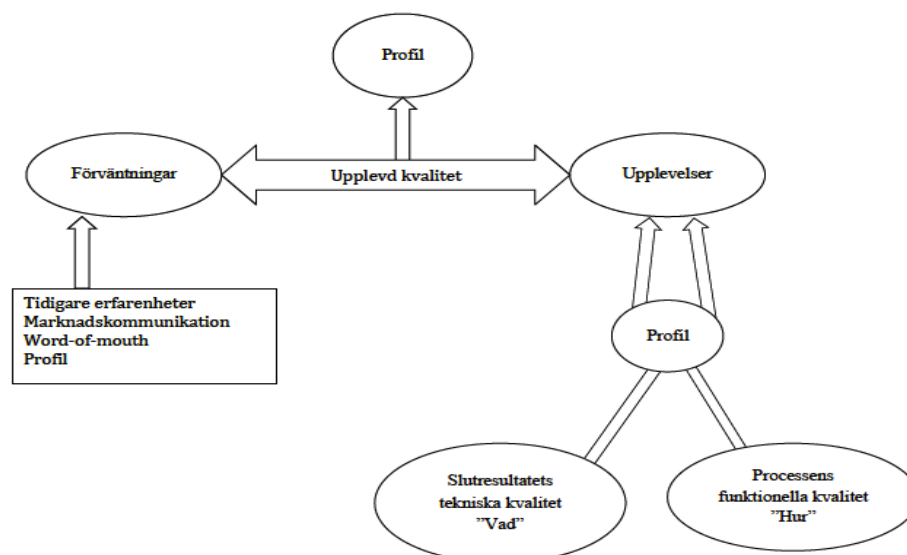 Profil
Förväntningar
Upplevd kvalitet
Upplevelser
Tidigare erfarenheter
Marknadskommunikation
Word-of-mouth
Profil
Profil
Slutresultatets
tekniska kvalitet
”Vad”
Processens
funktionella kvalitet
”Hur”